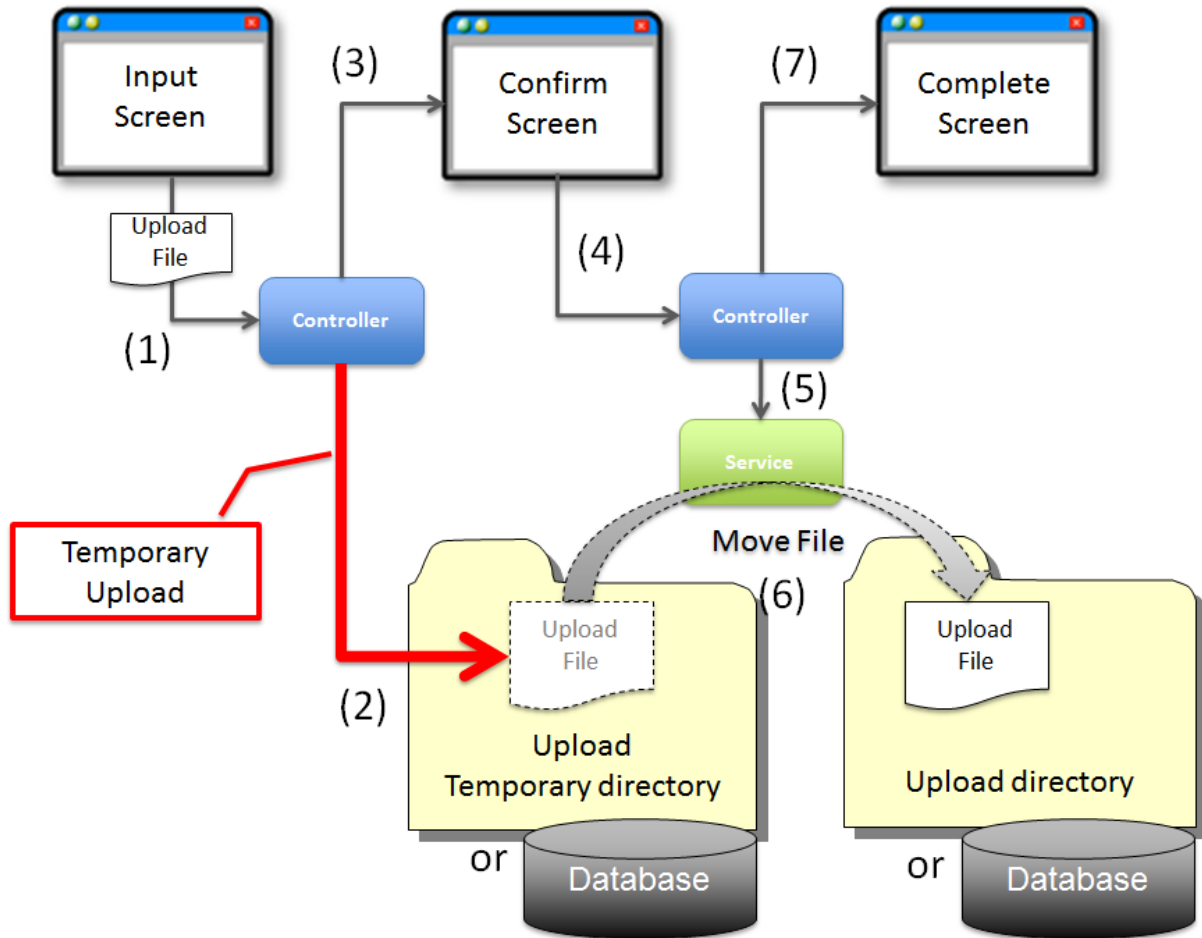 Input
Screen
(3)
Confirm
Screen
(7)
Complete
Screen
Upload
File
(1)
Controller
(4)
Controller
(5)
Service
Temporary
Upload
Move File
(6)
(2)
Upload
File
Upload
Temporary directory
Upload
File
Upload directory
or
Database
or
Database